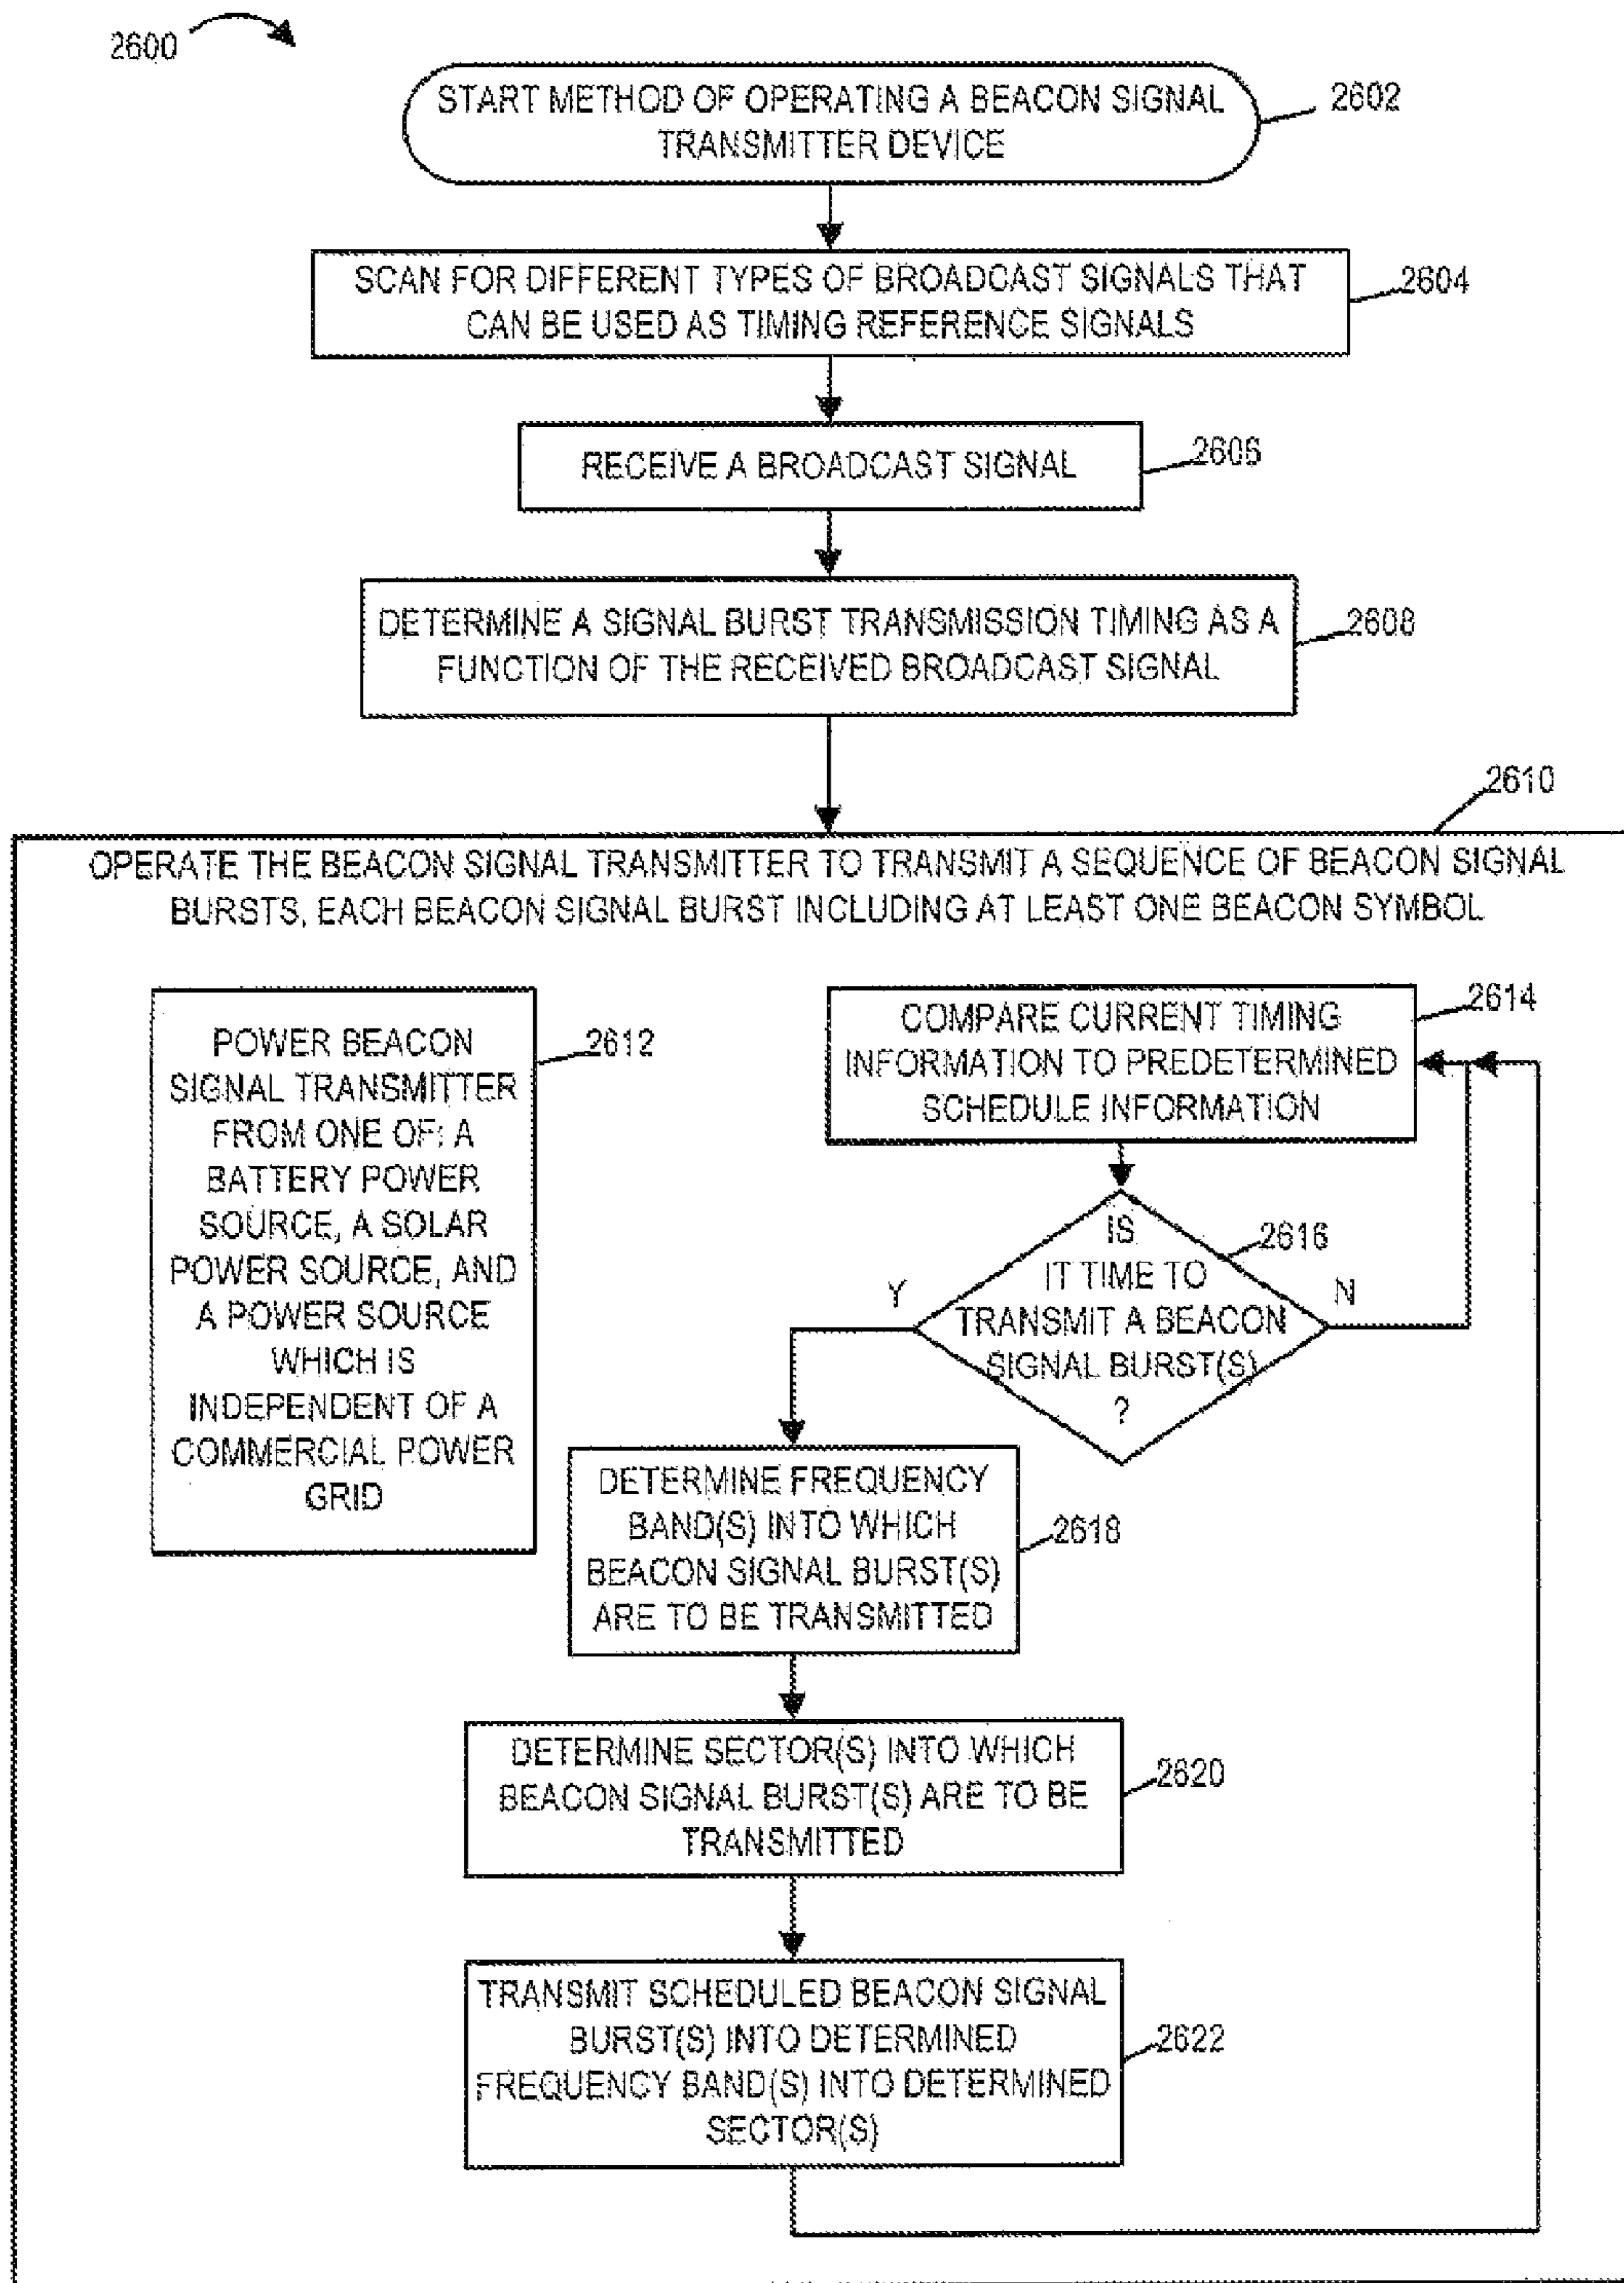 2600
START METHOD OF OPERATING A BEACON SIGNAL
TRANSMITTER DEVICE
2602
SCAN FOR DIFFERENT TYPES OF BROADCAST SIGNALS THAT
CAN BE USED AS TIMING REFERENCE SIGNALS
2604
RECEIVE A BROADCAST SIGNAL
2606
DETERMINE A SIGNAL BURST TRANSMISSION TIMING AS A
FUNCTION OF THE RECEIVED BROADCAST SIGNAL
2608
2610
OPERATE THE BEACON SIGNAL TRANSMITTER TO TRANSMIT A SEQUENCE OF BEACON SIGNAL
BURSTS, EACH BEACON SIGNAL BURST INCLUDING AT LEAST ONE BEACON SYMBOL
POWER BEACON
SIGNAL TRANSMITTER
FROM ONE OF: A
BATTERY POWER
SOURCE, A SOLAR
POWER SOURCE, AND
A POWER SOURCE
WHICH IS
INDEPENDENT OF A
COMMERCIAL POWER
GRID
2612
COMPARE CURRENT TIMING
INFORMATION TO PREDETERMINED
SCHEDULE INFORMATION
2614
IS
IT TIME TO
TRANSMIT A BEACON
SIGNAL BURST(S)
?
2616
Y
N
DETERMINE FREQUENCY
BAND(S) INTO WHICH
BEACON SIGNAL BURST(S)
ARE TO BE TRANSMITTED
2618
DETERMINE SECTOR(S) INTO WHICH
BEACON SIGNAL BURST(S) ARE TO BE
TRANSMITTED
2620
TRANSMIT SCHEDULED BEACON SIGNAL
BURST(S) INTO DETERMINED
FREQUENCY BAND(S) INTO DETERMINED
SECTOR(S)
2622